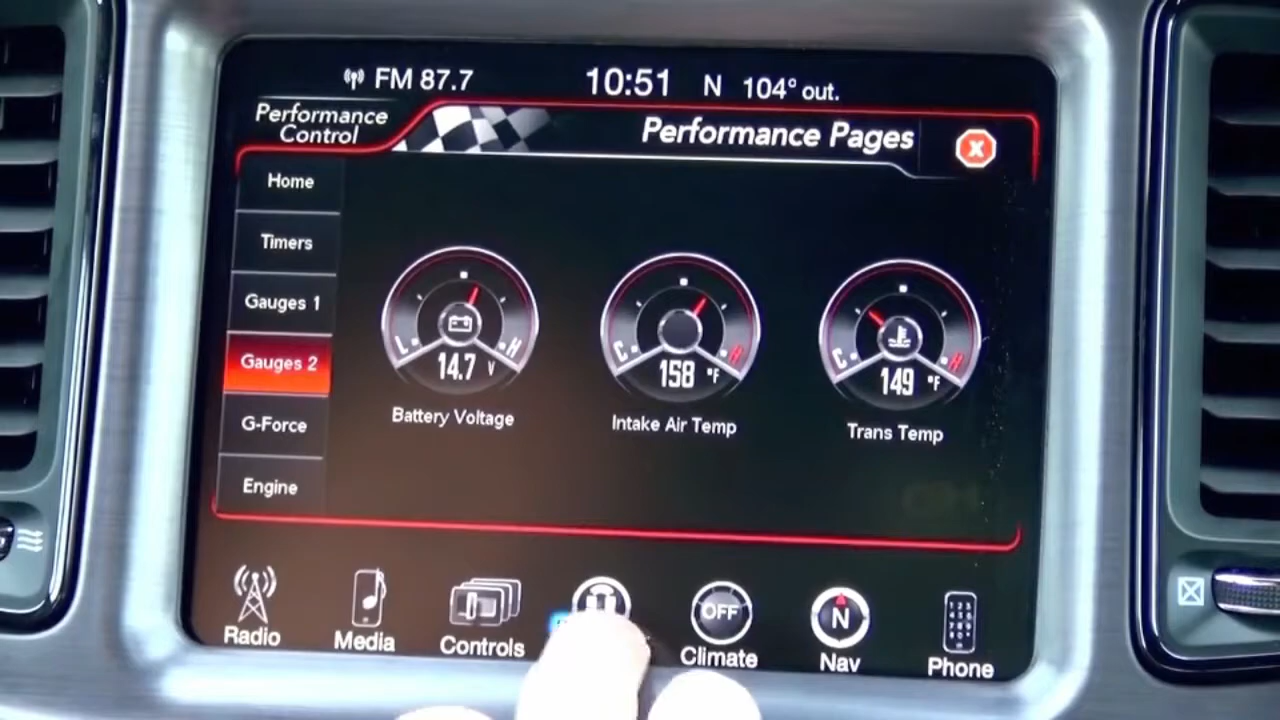 FM 87.7
10:51
N 104° out.
Performance
Control
Performance Pages
X
Home
Timers
Gauges 1
Gauges 2
G-Force
Engine
L H
14.7 V
Battery Voltage
C H
158 °F
Intake Air Temp
C H
149 °F
Trans Temp
Radio
Media
Controls
OFF
Climate
N
Nav
Phone